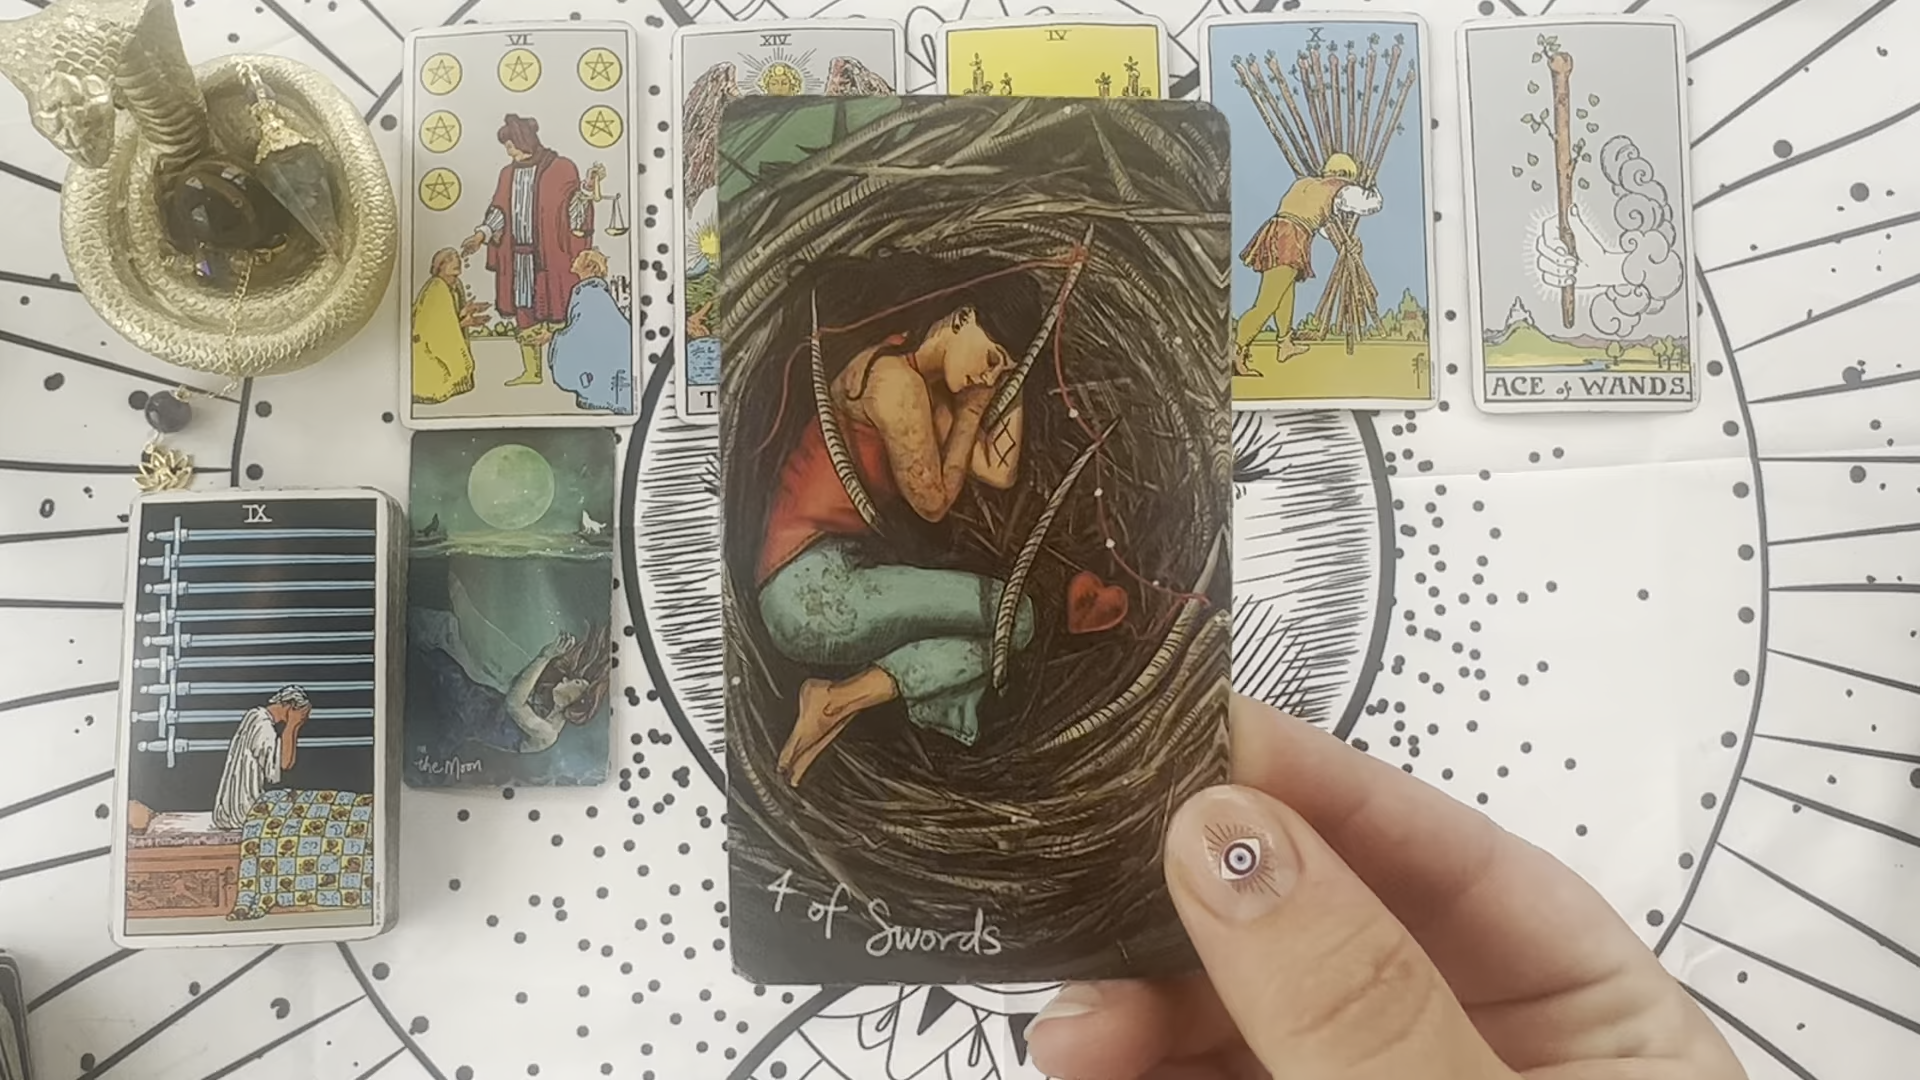 VI
XIV
IV
X
ACE of WANDS.
T
IX
the Moon
4 of Swords